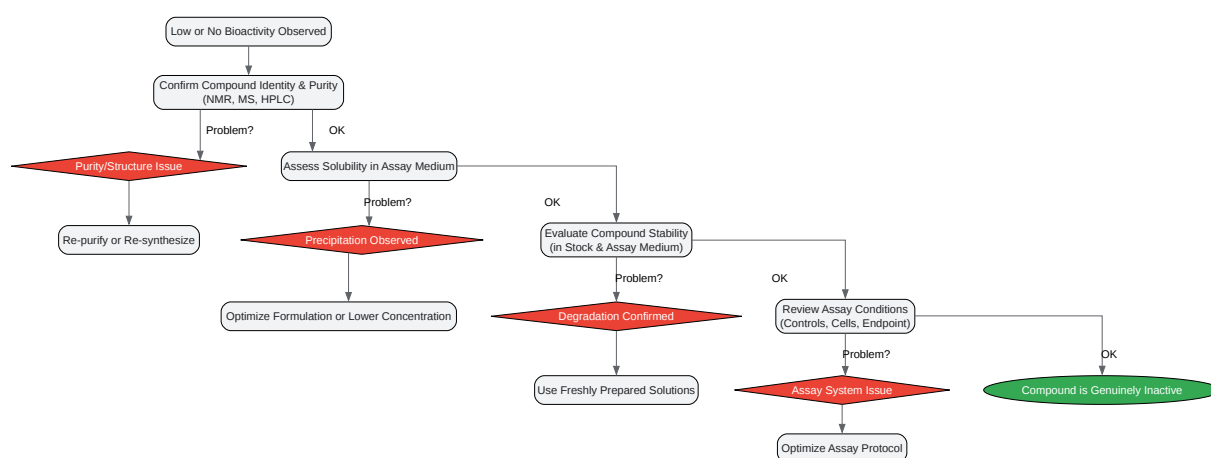 Low or No Bioactivity Observed
Confirm Compound Identity & Purity
(NMR, MS, HPLC)
Problem?
OK
Purity/Structure Issue
Assess Solubility in Assay Medium
Re-purify or Re-synthesize
Problem?
OK
Precipitation Observed
Evaluate Compound Stability
(in Stock & Assay Medium)
Optimize Formulation or Lower Concentration
Problem?
OK
Degradation Confirmed
Review Assay Conditions
(Controls, Cells, Endpoint)
Use Freshly Prepared Solutions
Problem?
OK
Assay System Issue
Compound is Genuinely Inactive
Optimize Assay Protocol